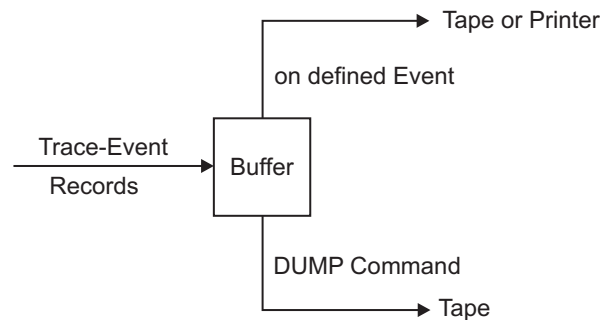 Tape or Printer
on defined Event
Trace-Event
Records
Buffer
DUMP Command
Tape